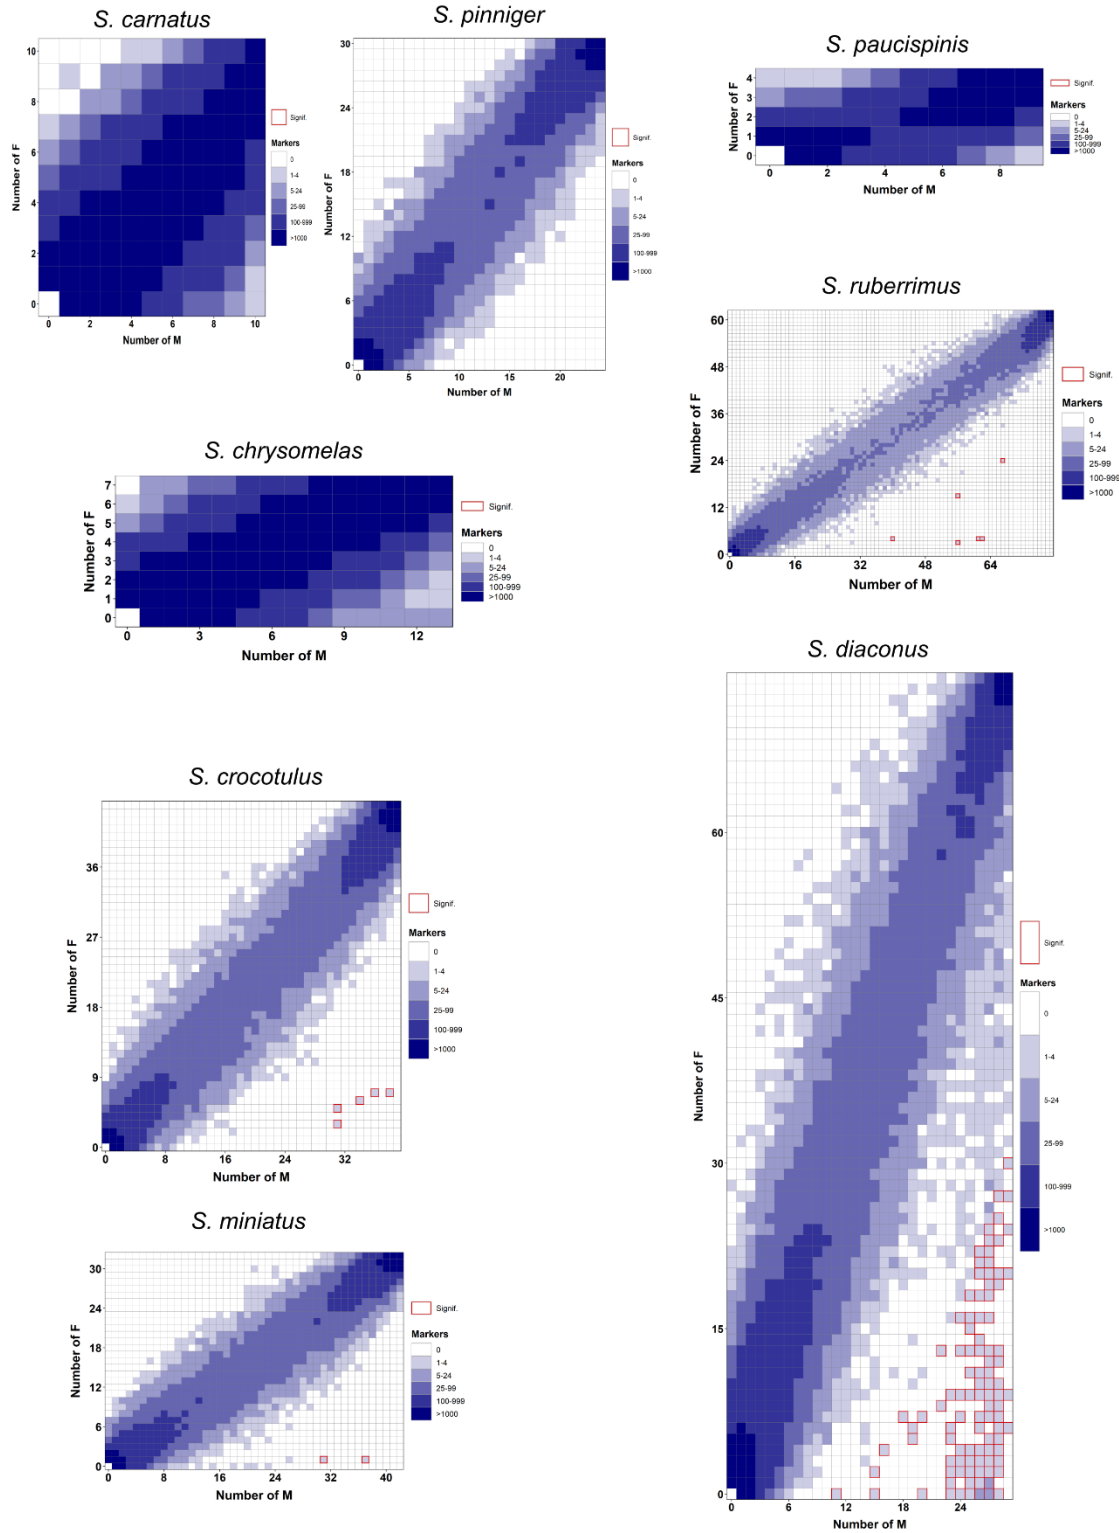 S. carnatus
10
8
6
4
2
0
Number of F
0 2 4 6 8 10
Number of M
Signif.
Markers
0
1-4
5-24
25-99
100-999
>1000
S. pinniger
30
24
18
12
6
0
Number of F
0 5 10 15 20
Number of M
Signif.
Markers
0
1-4
5-24
25-99
100-999
>1000
S. paucispinis
4
3
2
1
0
Number of F
0 2 4 6 8
Number of M
Signif.
Markers
0
1-4
5-24
25-99
100-999
>1000
S. ruberrimus
60
48
36
24
12
0
Number of F
0 16 32 48 64
Number of M
Signif.
Markers
0
1-4
5-24
25-99
100-999
>1000
S. chrysomelas
7
6
5
4
3
2
1
0
Number of F
0 3 6 9 12
Number of M
Signif.
Markers
0
1-4
5-24
25-99
100-999
>1000
S. diaconus
60
45
30
15
0
Number of F
0 6 12 18 24
Number of M
Signif.
Markers
0
1-4
5-24
25-99
100-999
>1000
S. crocotulus
36
27
18
9
0
Number of F
0 8 16 24 32
Number of M
Signif.
Markers
0
1-4
5-24
25-99
100-999
>1000
S. miniatus
30
24
18
12
6
0
Number of F
0 8 16 24 32 40
Number of M
Signif.
Markers
0
1-4
5-24
25-99
100-999
>1000